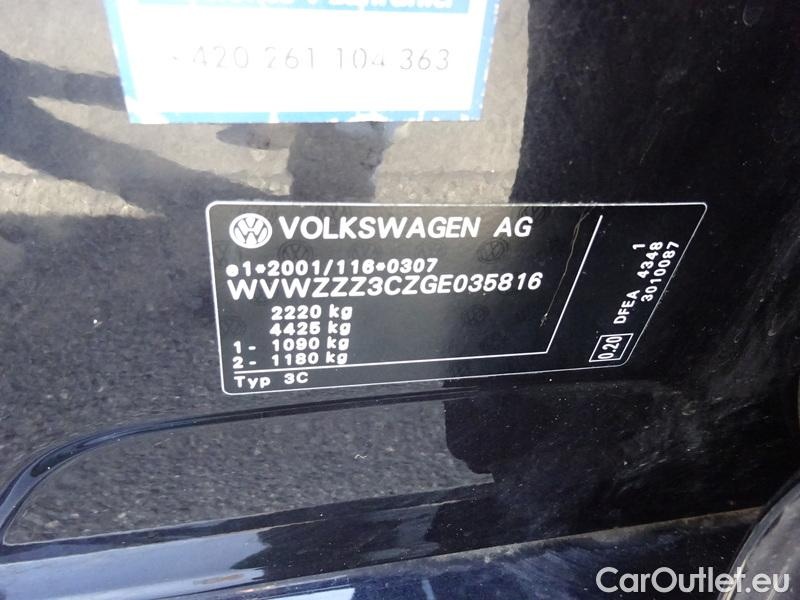 420 261 104 363
VOLKSWAGEN AG
e1*2001/116*0307
WVWZZZ3CZGE035816
2220 kg
4425 kg
1 - 1090 kg
2 - 1180 kg
Typ 3C
0.20
DFEA 4348 1
3010087
CarOutlet.eu